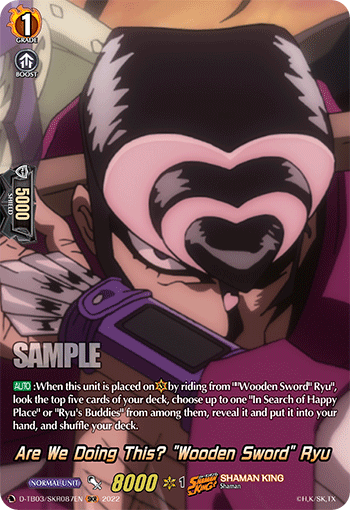 1
GRADE
BOOST
5000
SHIELD
SAMPLE
AUTO :When this unit is placed on by riding from ""Wooden Sword" Ryu",
look the top five cards of your deck, choose up to one "In Search of Happy
Place" or "Ryu's Buddies" from among them, reveal it and put it into your
hand, and shuffle your deck.
Are We Doing This? "Wooden Sword" Ryu
NORMAL UNIT
8000 1
SHAMAN KING
SHAMAN KING
Shaman
D-TB03/SKR087EN 2022
©H,K/SK,TX